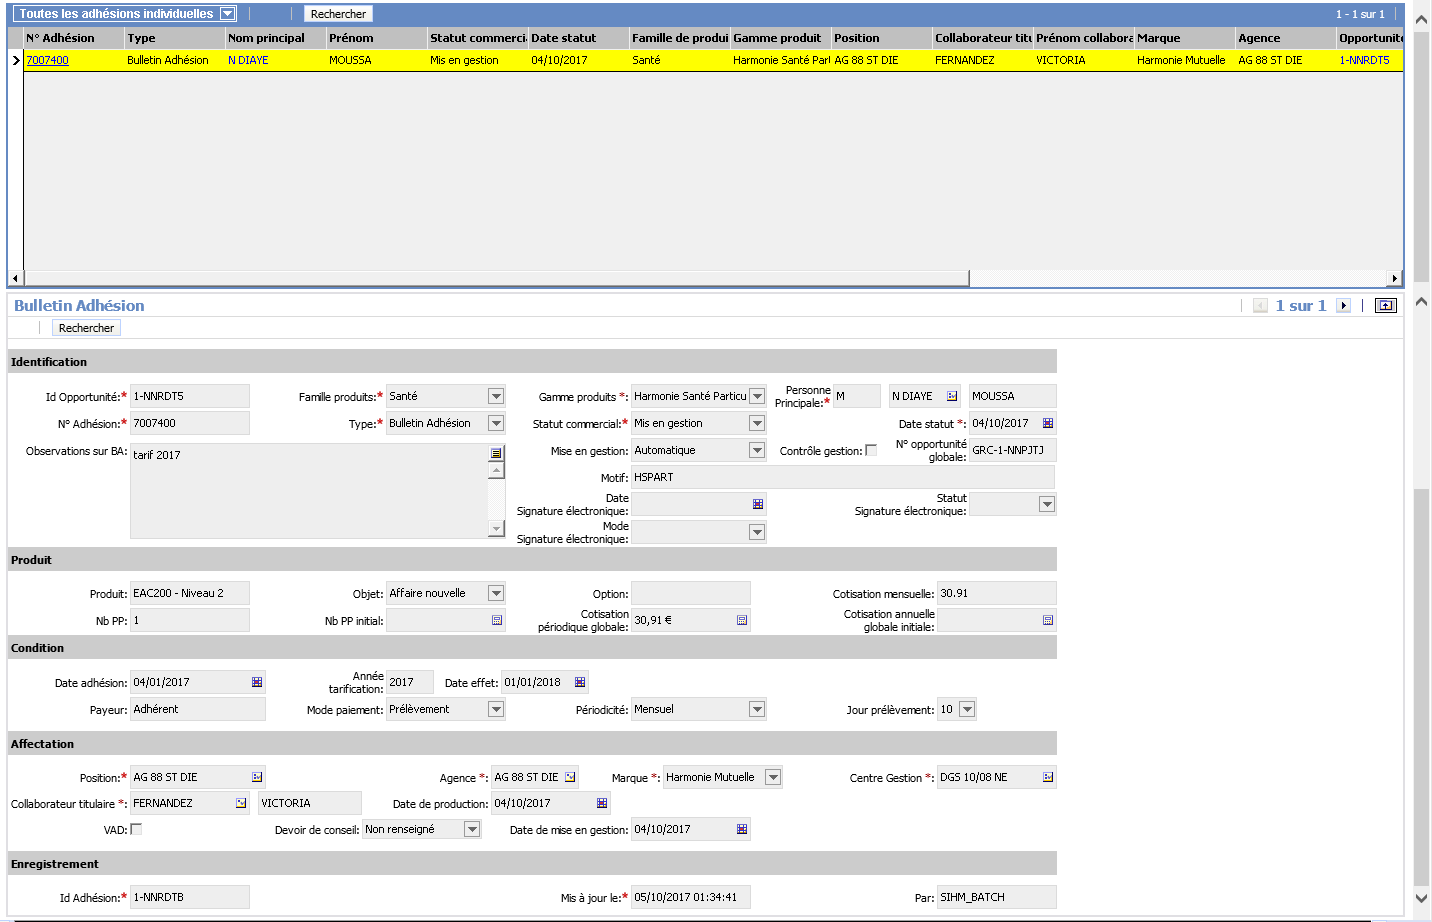 Toutes les adhésions individuelles Rechercher 1 - 1 sur 1
N° Adhésion Type Nom principal Prénom Statut commerci Date statut Famille de produi Gamme produit Position Collaborateur titu Prénom collabora Marque Agence Opportunité
7007400 Bulletin Adhésion N DIAYE MOUSSA Mis en gestion 04/10/2017 Santé Harmonie Santé Parl AG 88 ST DIE FERNANDEZ VICTORIA Harmonie Mutuelle AG 88 ST DIE 1-NNRDT5
Bulletin Adhésion 1 sur 1
Rechercher
Identification
Id Opportunité:* 1-NNRDT5 Famille produits:* Santé Gamme produits *: Harmonie Santé Particu Personne Principale:* M N DIAYE MOUSSA
N° Adhésion:* 7007400 Type:* Bulletin Adhésion Statut commercial:* Mis en gestion Date statut *: 04/10/2017
Observations sur BA: tarif 2017 Mise en gestion: Automatique Contrôle gestion: N° opportunité globale: GRC-1-NNPJTJ
Motif: HSPART
Date Signature électronique: Statut Signature électronique:
Mode Signature électronique:
Produit
Produit: EAC200 - Niveau 2 Objet: Affaire nouvelle Option: Cotisation mensuelle: 30.91
Nb PP: 1 Nb PP initial: Cotisation périodique globale: 30,91 € Cotisation annuelle globale initiale:
Condition
Date adhésion: 04/01/2017 Année tarification: 2017 Date effet: 01/01/2018
Payeur: Adhérent Mode paiement: Prélèvement Périodicité: Mensuel Jour prélèvement: 10
Affectation
Position:* AG 88 ST DIE Agence *: AG 88 ST DIE Marque *: Harmonie Mutuelle Centre Gestion *: DGS 10/08 NE
Collaborateur titulaire *: FERNANDEZ VICTORIA Date de production: 04/10/2017
VAD: Devoir de conseil: Non renseigné Date de mise en gestion: 04/10/2017
Enregistrement
Id Adhésion:* 1-NNRDTB Mis à jour le:* 05/10/2017 01:34:41 Par: SIHM_BATCH